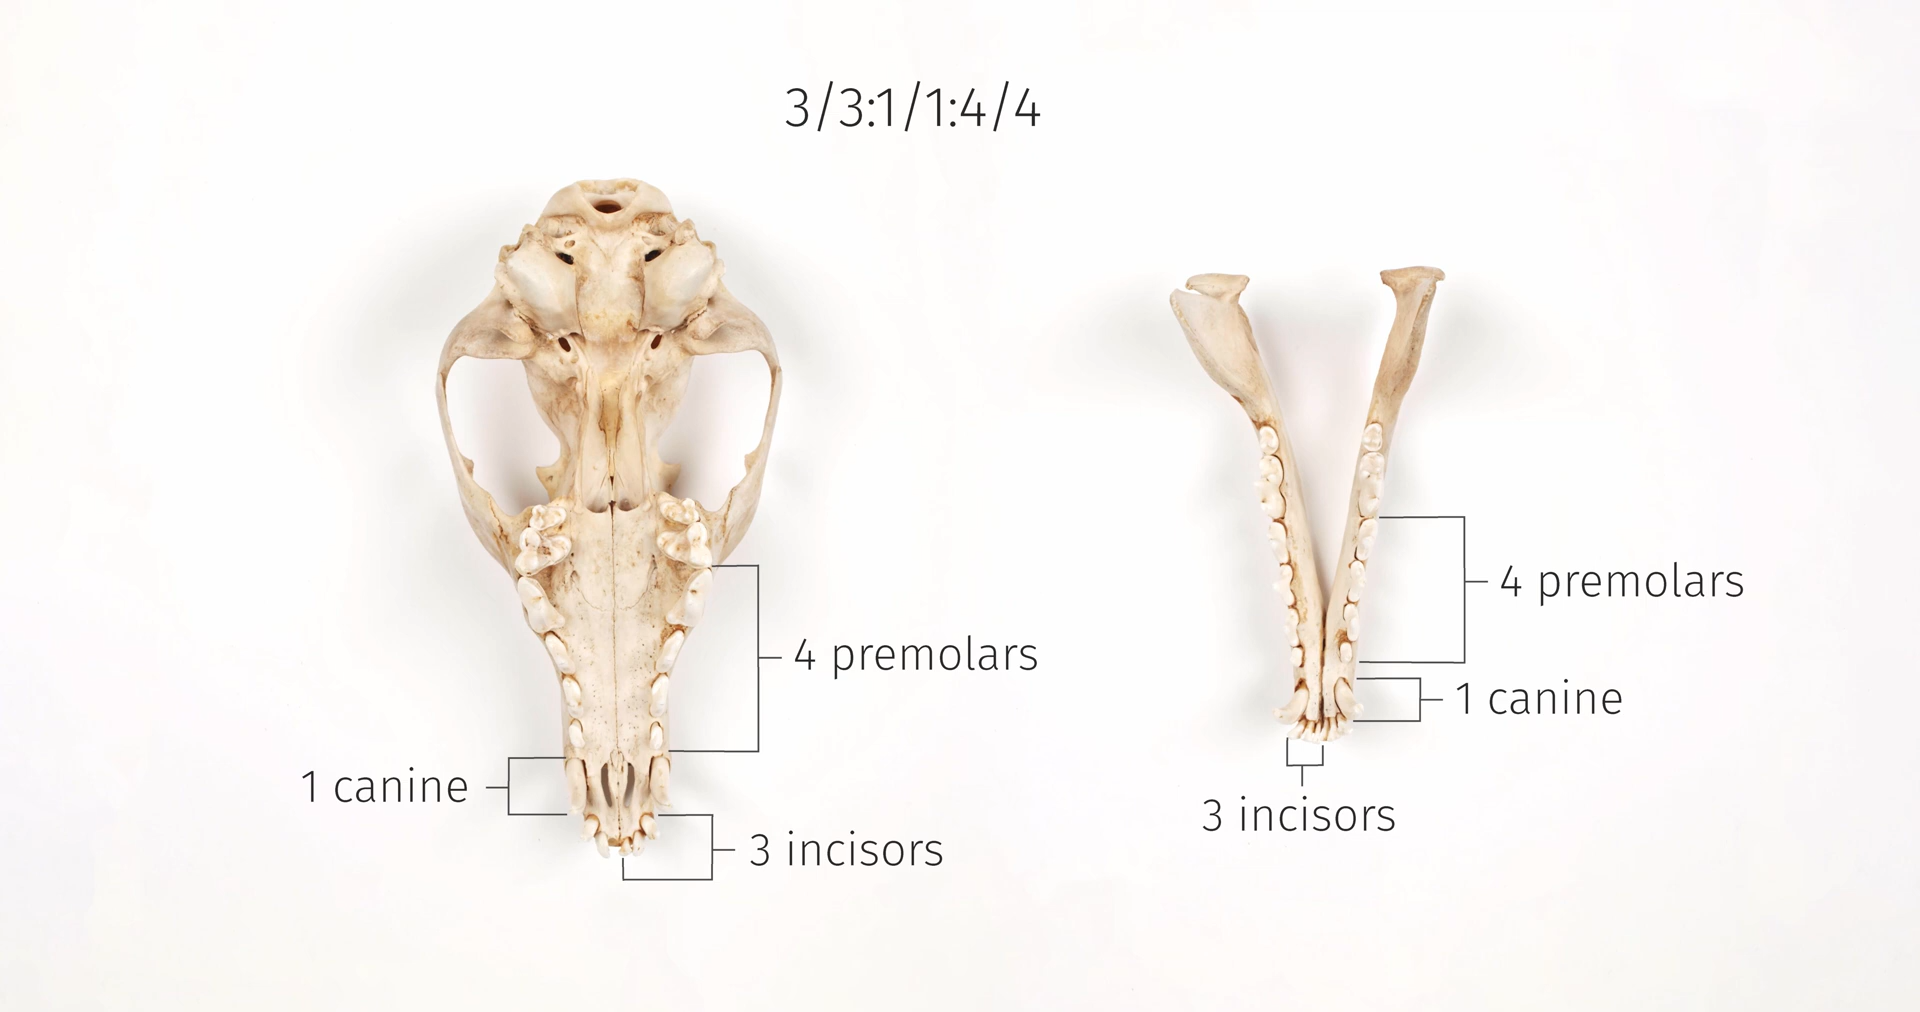 3/3:1/1:4/4
4 premolars
4 premolars
1 canine
1 canine
3 incisors
3 incisors